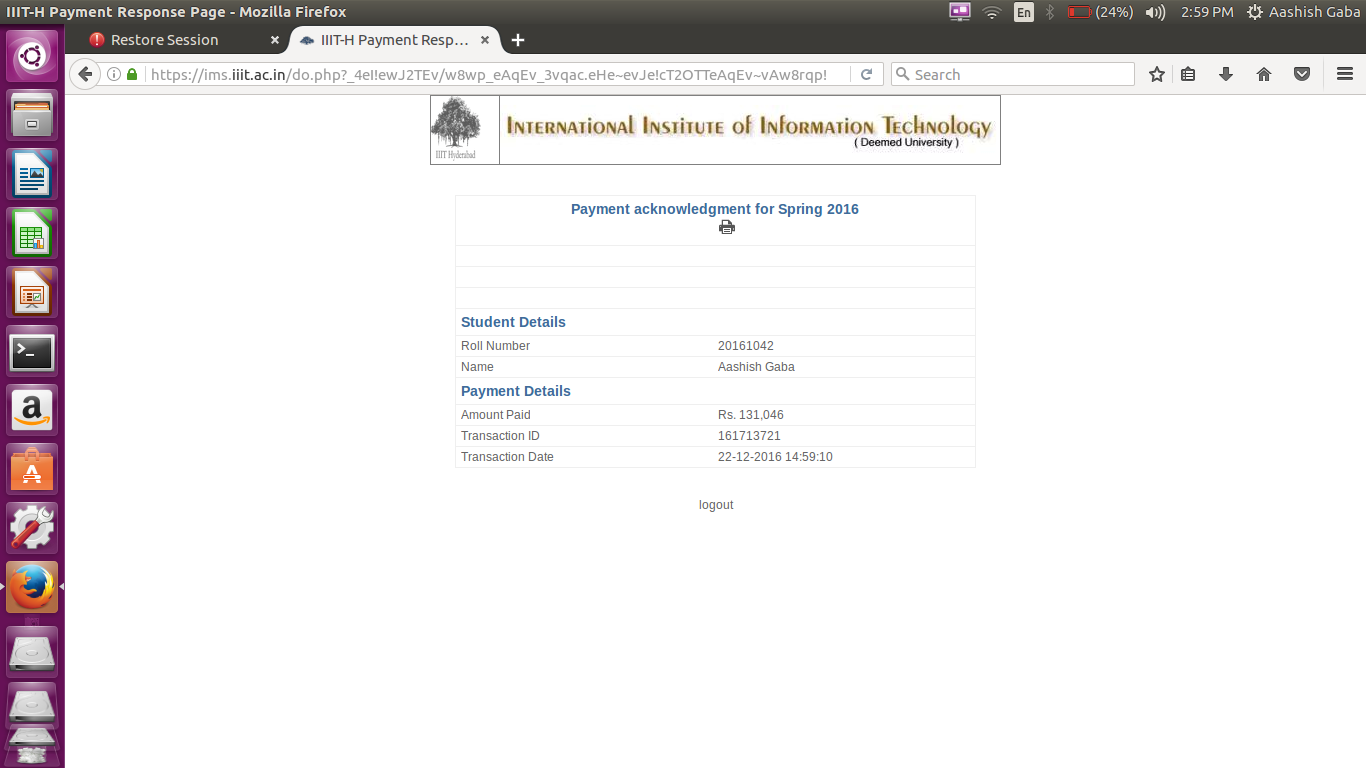 IIIT-H Payment Response Page - Mozilla Firefox
En
(24%)
2:59 PM
Aashish Gaba
Restore Session
IIIT-H Payment Resp...
https://ims.iiit.ac.in/do.php?_4eI!ewJ2TEv/w8wp_eAqEv_3vqac.eHe~evJe!cT2OTTeAqEv~vAw8rqp!
Search
IIIT Hyderabad
International Institute of Information Technology
( Deemed University )
Payment acknowledgment for Spring 2016
Student Details
Roll Number 20161042
Name Aashish Gaba
Payment Details
Amount Paid Rs. 131,046
Transaction ID 161713721
Transaction Date 22-12-2016 14:59:10
logout